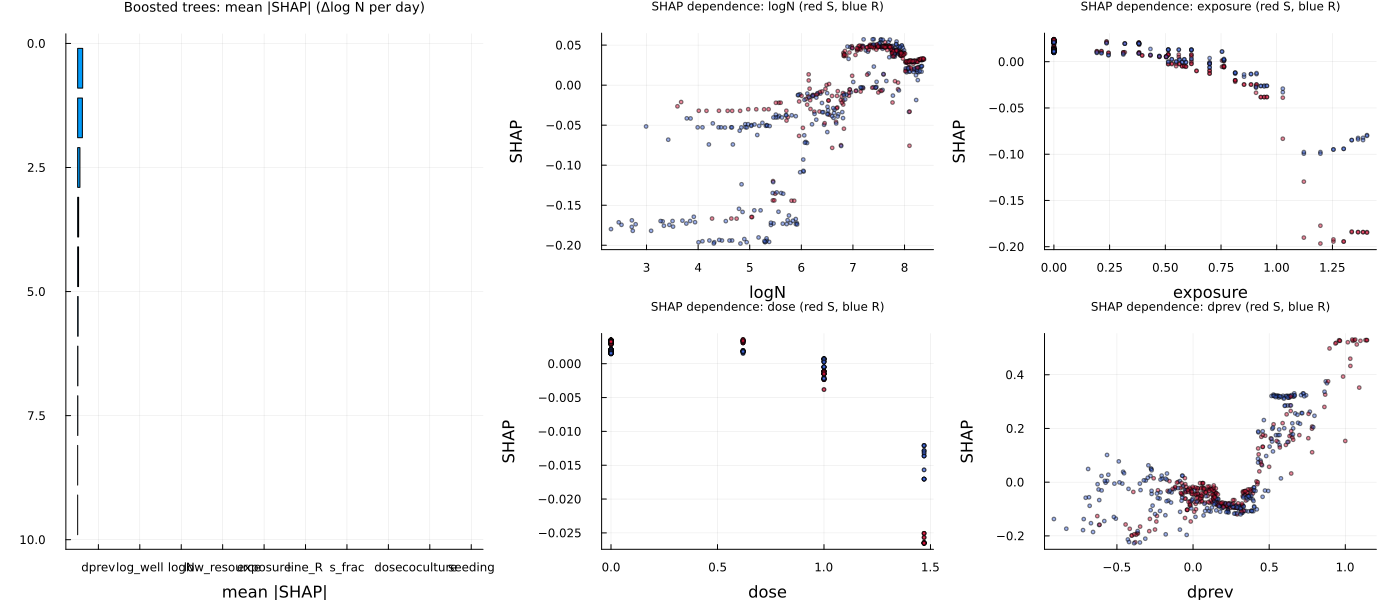 Boosted trees: mean |SHAP| (Δlog N per day)
0.0
2.5
5.0
7.5
10.0
dprev log_well logN low_resource exposure line_R s_frac dose coculture seeding
mean |SHAP|
SHAP dependence: logN (red S, blue R)
0.05
0.00
−0.05
−0.10
−0.15
−0.20
SHAP
3 4 5 6 7 8
logN
SHAP dependence: exposure (red S, blue R)
0.00
−0.05
−0.10
−0.15
−0.20
SHAP
0.00 0.25 0.50 0.75 1.00 1.25
exposure
SHAP dependence: dose (red S, blue R)
0.000
−0.005
−0.010
−0.015
−0.020
−0.025
SHAP
0.0 0.5 1.0 1.5
dose
SHAP dependence: dprev (red S, blue R)
0.4
0.2
0.0
−0.2
SHAP
−0.5 0.0 0.5 1.0
dprev